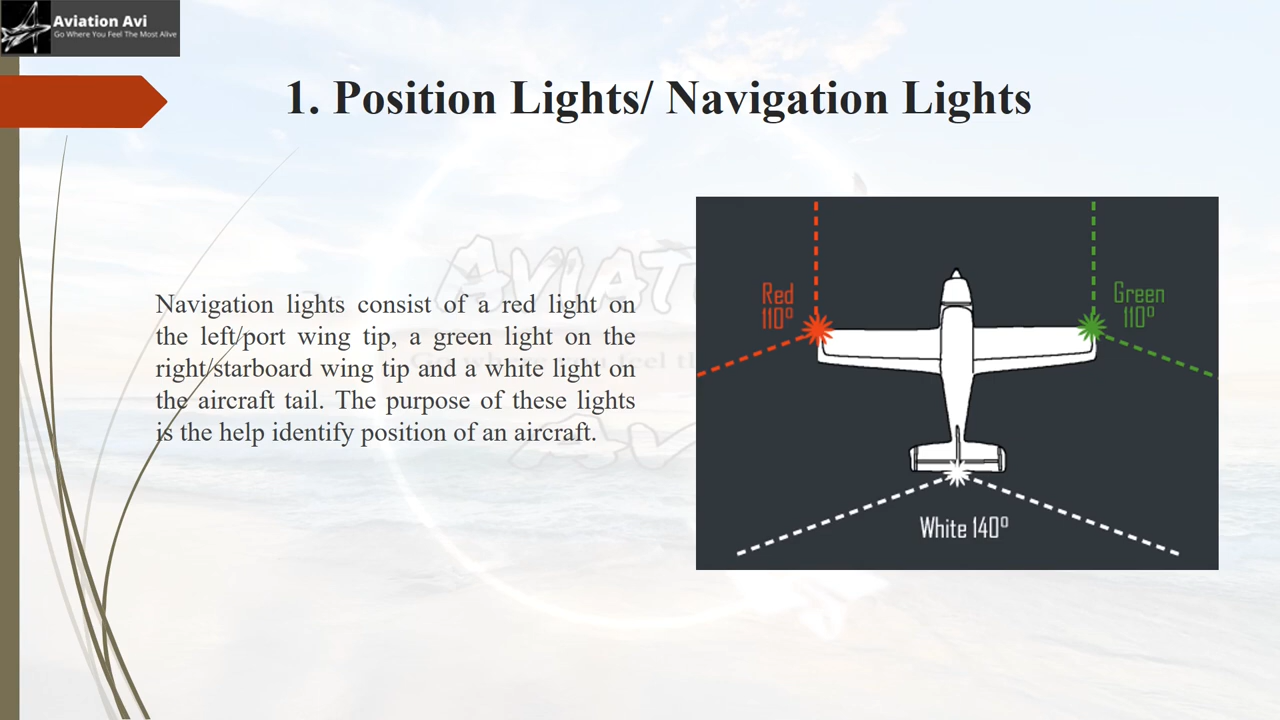 Aviation Avi
Go Where You Feel The Most Alive
1. Position Lights/ Navigation Lights
Navigation lights consist of a red light on
the left/port wing tip, a green light on the
right/starboard wing tip and a white light on
the aircraft tail. The purpose of these lights
is the help identify position of an aircraft.
Red
110º
Green
110º
White 140º